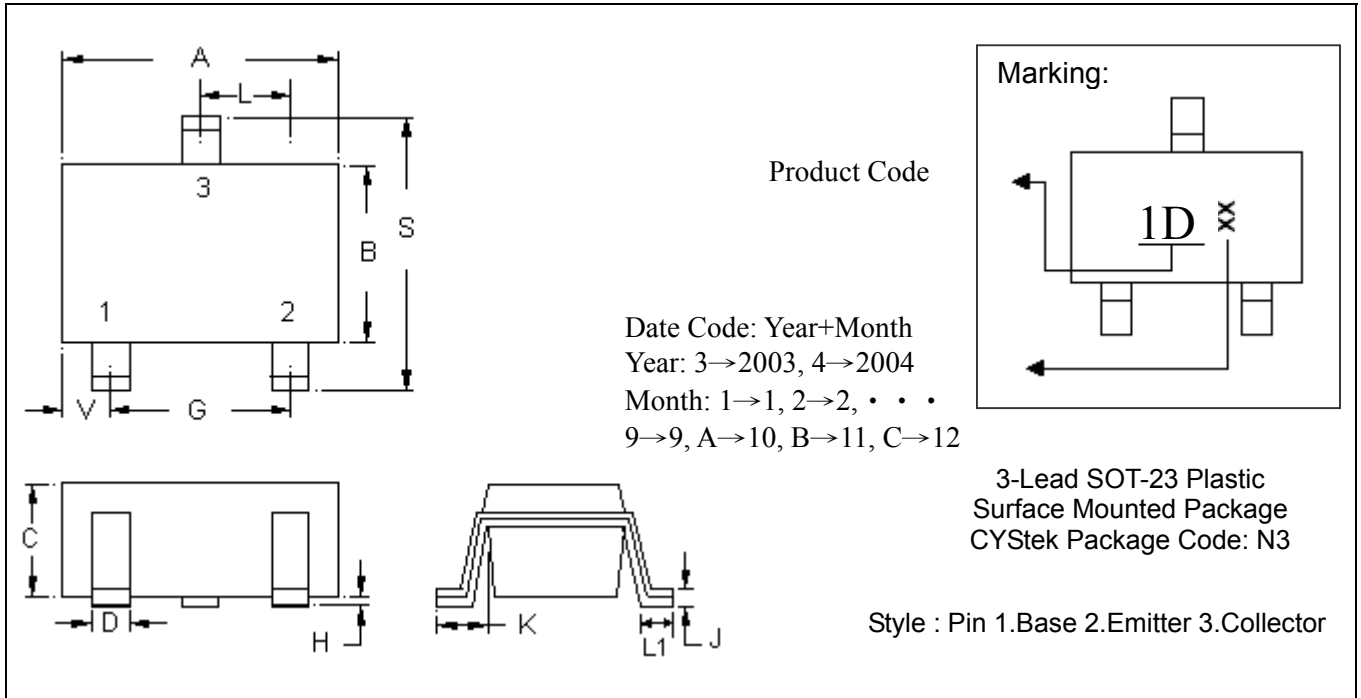 A
L
3
S
B
1
2
V
G
C
D
H
K
L1
J
Product Code
Date Code: Year+Month
Year: 3→2003, 4→2004
Month: 1→1, 2→2,・・・
9→9, A→10, B→11, C→12
Marking:
1D
XX
3-Lead SOT-23 Plastic
Surface Mounted Package
CYStek Package Code: N3
Style : Pin 1.Base 2.Emitter 3.Collector